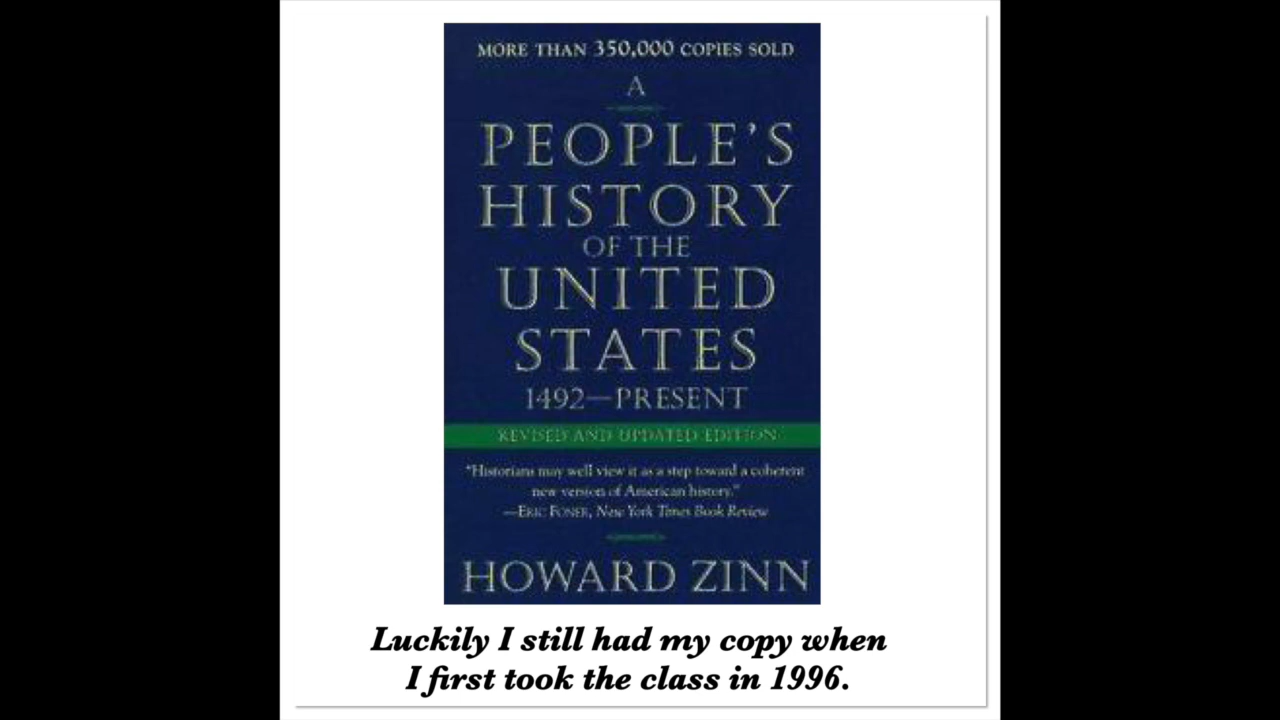 MORE THAN 350,000 COPIES SOLD
A
PEOPLE'S
HISTORY
OF THE
UNITED
STATES
1492—PRESENT
REVISED AND UPDATED EDITION
"Historians may well view it as a step toward a coherent
new version of American history."
—ERIC FONER, New York Times Book Review
HOWARD ZINN
Luckily I still had my copy when
I first took the class in 1996.